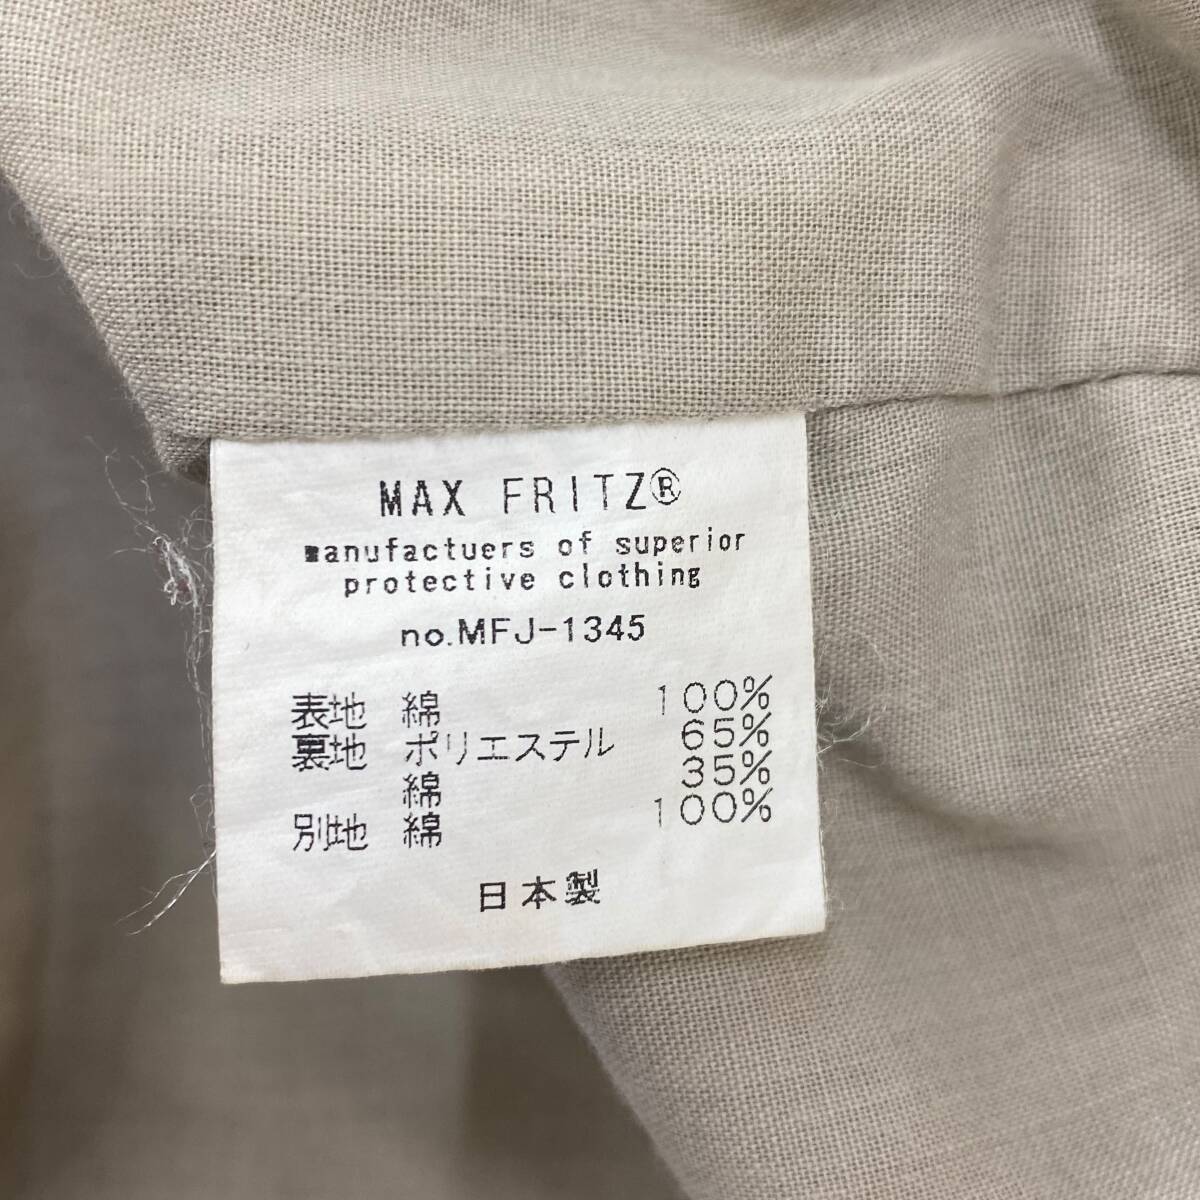 MAX FRITZ®
manufactuers of superior
protective clothing
no.MFJ-1345
表地 綿 100%
裏地 ポリエステル 65%
綿 35%
別地 綿 100%
日本製